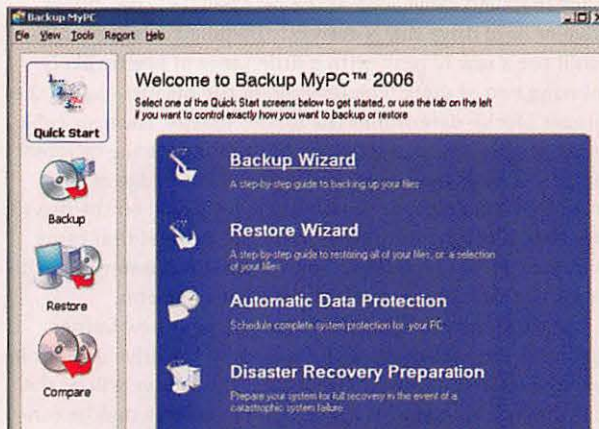 Backup MyPC
File View Tools Report Help
1...
2...
3...
Quick Start
Backup
Restore
Compare
Welcome to Backup MyPC™ 2006
Select one of the Quick Start screens below to get started, or use the tab on the left
if you want to control exactly how you want to backup or restore
Backup Wizard
A step-by-step guide to backing up your files
Restore Wizard
A step-by-step guide to restoring all of your files, or, a selection
of your files
Automatic Data Protection
Schedule complete system protection for your PC
Disaster Recovery Preparation
Prepare your system for full recovery in the event of a
catastrophic system failure